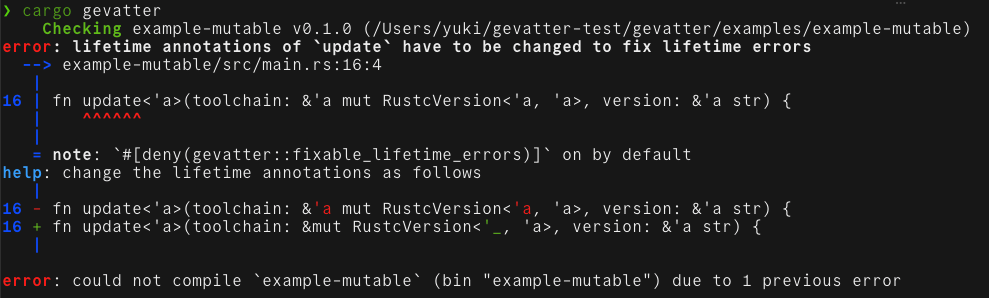 ❯ cargo gevatter
    Checking example-mutable v0.1.0 (/Users/yuki/gevatter-test/gevatter/examples/example-mutable)
error: lifetime annotations of `update` have to be changed to fix lifetime errors
  --> example-mutable/src/main.rs:16:4
   |
16 | fn update<'a>(toolchain: &'a mut RustcVersion<'a, 'a>, version: &'a str) {
   |    ^^^^^^
   |
   = note: `#[deny(gevatter::fixable_lifetime_errors)]` on by default
help: change the lifetime annotations as follows
   |
16 - fn update<'a>(toolchain: &'a mut RustcVersion<'a, 'a>, version: &'a str) {
16 + fn update<'a>(toolchain: &mut RustcVersion<'_, 'a>, version: &'a str) {
   |
error: could not compile `example-mutable` (bin "example-mutable") due to 1 previous error